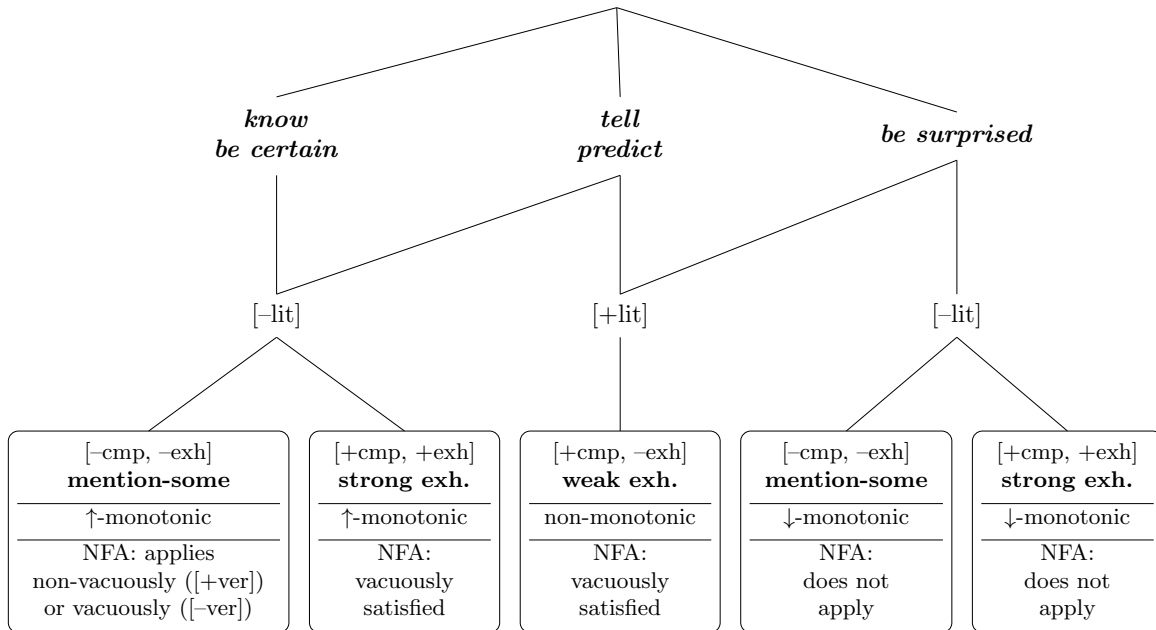 know
be certain
tell
predict
be surprised
[–lit]
[+lit]
[–lit]
[–cmp, –exh]
mention-some
↑-monotonic
NFA: applies
non-vacuously ([+ver])
or vacuously ([–ver])
[+cmp, +exh]
strong exh.
↑-monotonic
NFA:
vacuously
satisfied
[+cmp, –exh]
weak exh.
non-monotonic
NFA:
vacuously
satisfied
[–cmp, –exh]
mention-some
↓-monotonic
NFA:
does not
apply
[+cmp, +exh]
strong exh.
↓-monotonic
NFA:
does not
apply